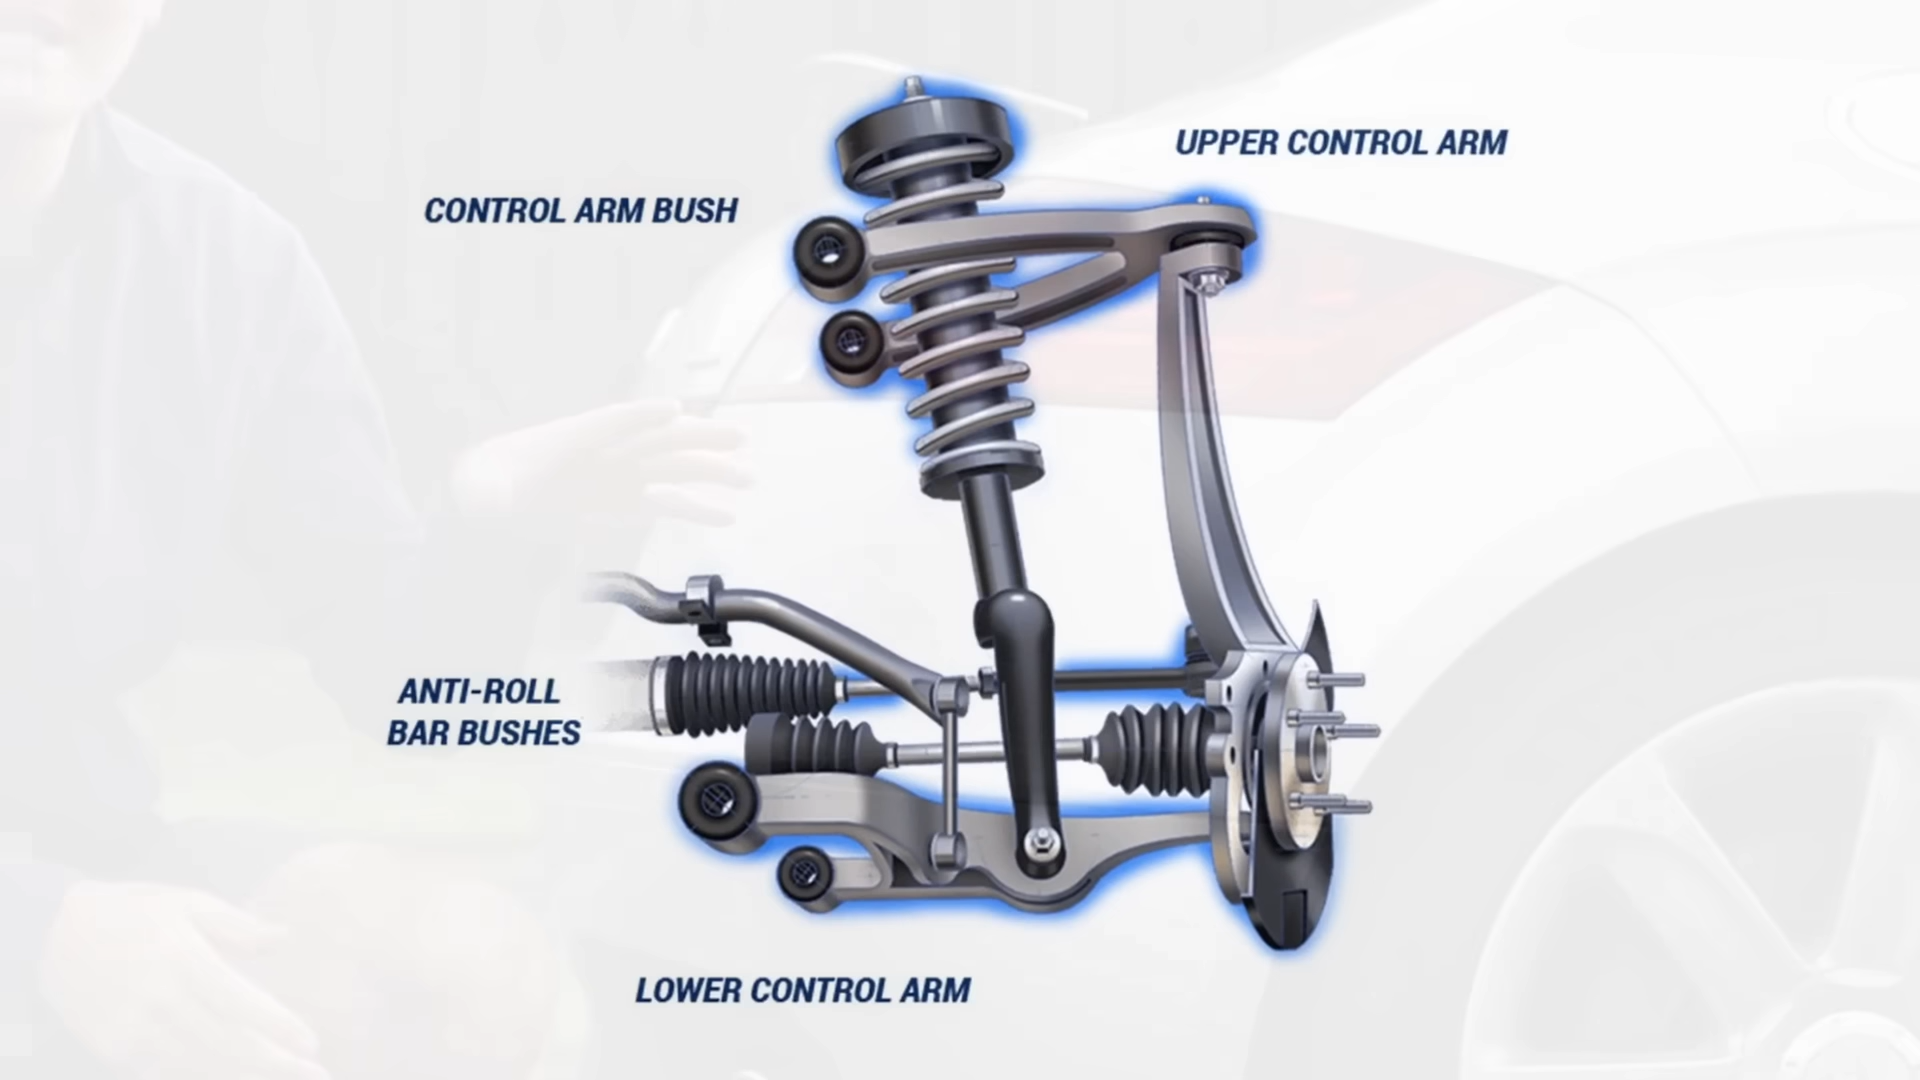 UPPER CONTROL ARM
CONTROL ARM BUSH
ANTI-ROLL
BAR BUSHES
LOWER CONTROL ARM